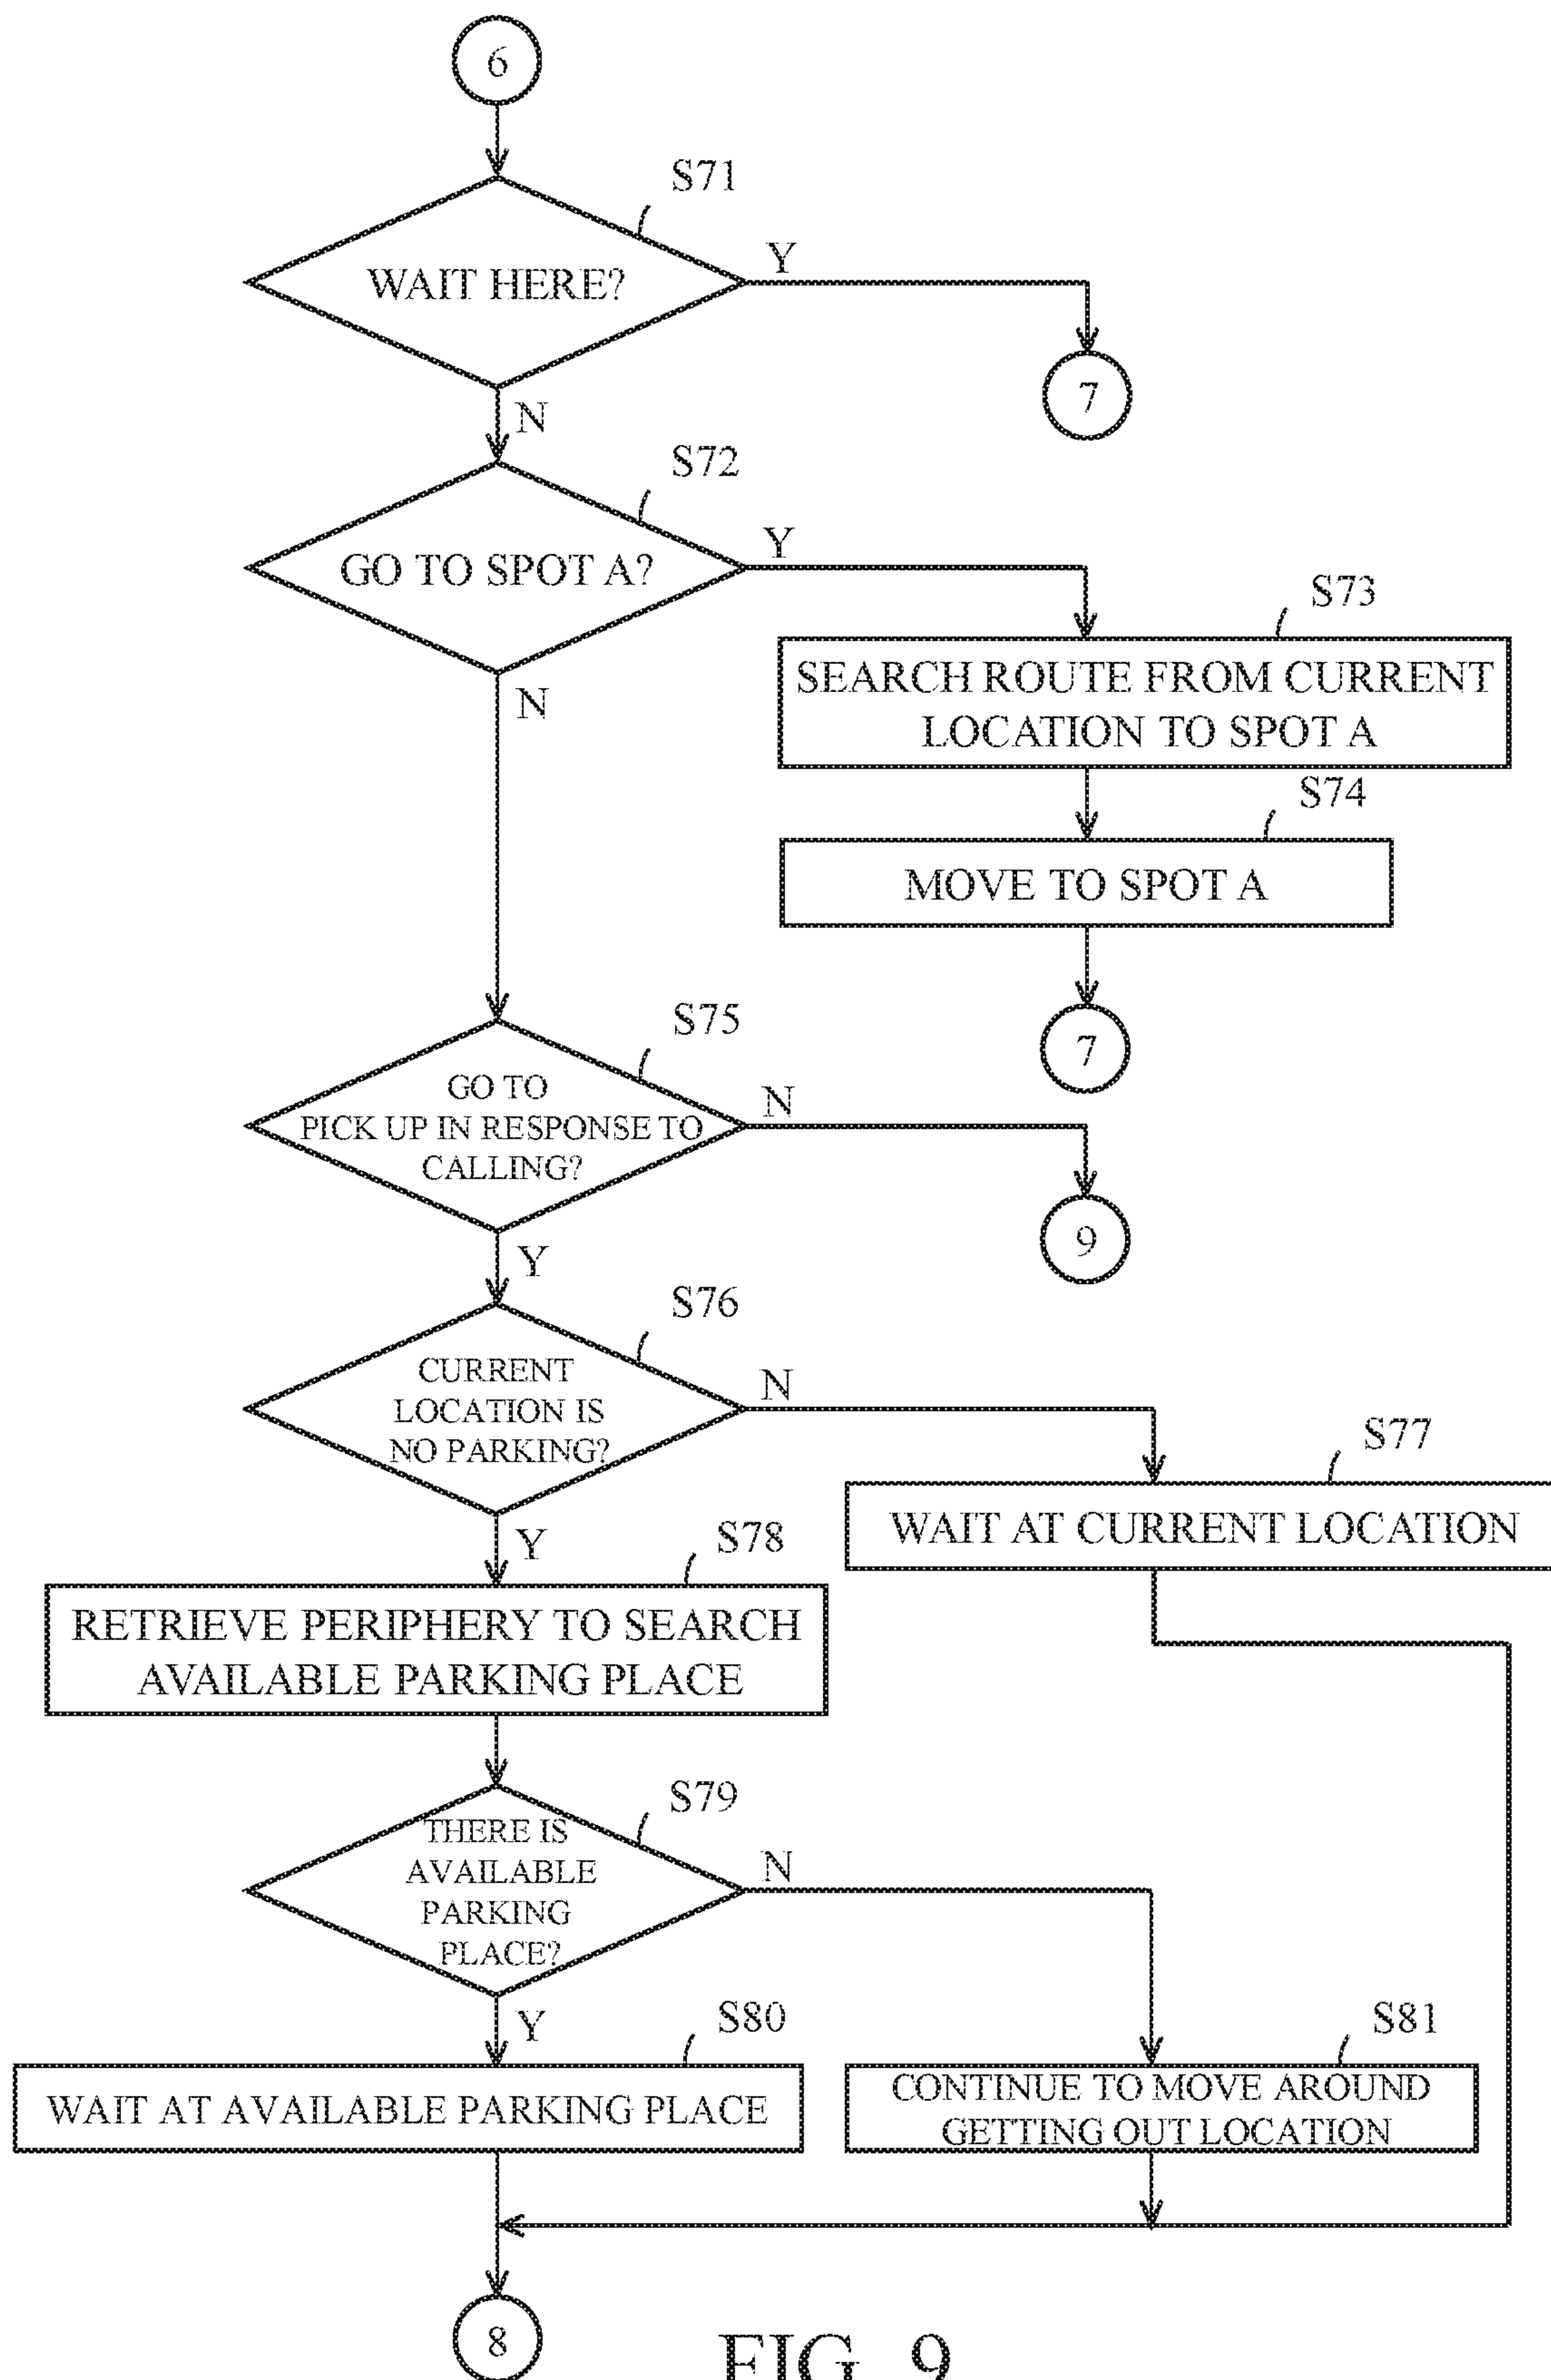 6
S71
WAIT HERE?
Y
7
N
S72
GO TO SPOT A?
Y
S73
SEARCH ROUTE FROM CURRENT
LOCATION TO SPOT A
N
S74
MOVE TO SPOT A
7
S75
GO TO
PICK UP IN RESPONSE TO
CALLING?
N
9
Y
S76
CURRENT
LOCATION IS
NO PARKING?
N
S77
WAIT AT CURRENT LOCATION
Y
S78
RETRIEVE PERIPHERY TO SEARCH
AVAILABLE PARKING PLACE
S79
THERE IS
AVAILABLE
PARKING
PLACE?
N
Y
S80
WAIT AT AVAILABLE PARKING PLACE
S81
CONTINUE TO MOVE AROUND
GETTING OUT LOCATION
8
FIG. 9